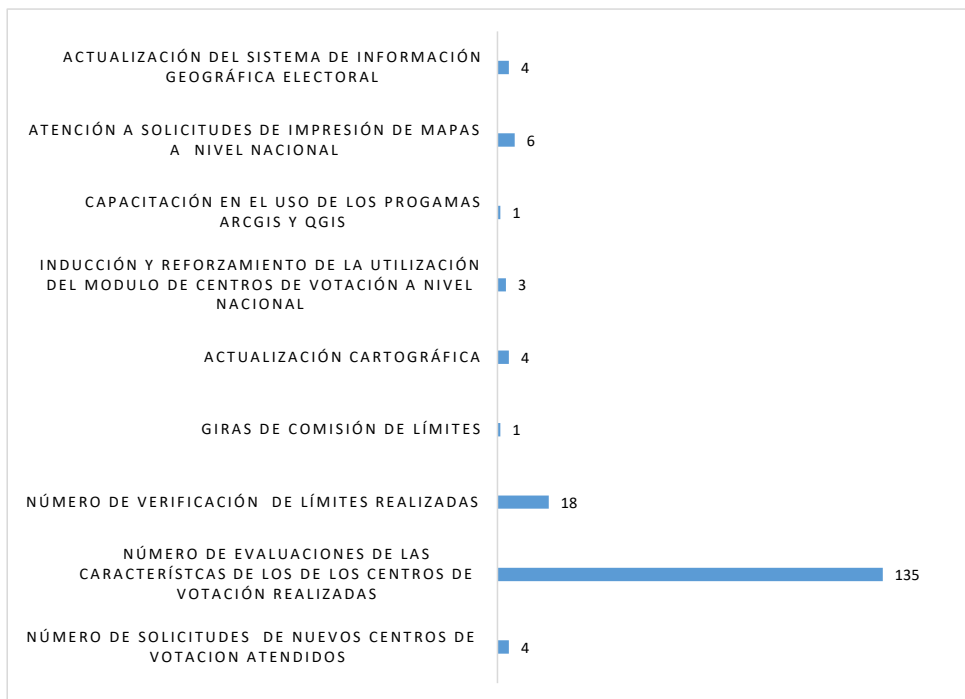 ACTUALIZACIÓN DEL SISTEMA DE INFORMACIÓN
GEOGRÁFICA ELECTORAL
4
ATENCIÓN A SOLICITUDES DE IMPRESIÓN DE MAPAS
A NIVEL NACIONAL
6
CAPACITACIÓN EN EL USO DE LOS PROGAMAS
ARCGIS Y QGIS
1
INDUCCIÓN Y REFORZAMIENTO DE LA UTILIZACIÓN
DEL MODULO DE CENTROS DE VOTACIÓN A NIVEL
NACIONAL
3
ACTUALIZACIÓN CARTOGRÁFICA
4
GIRAS DE COMISIÓN DE LÍMITES
1
NÚMERO DE VERIFICACIÓN DE LÍMITES REALIZADAS
18
NÚMERO DE EVALUACIONES DE LAS
CARACTERÍSTCAS DE LOS DE LOS CENTROS DE
VOTACIÓN REALIZADAS
135
NÚMERO DE SOLICITUDES DE NUEVOS CENTROS DE
VOTACION ATENDIDOS
4